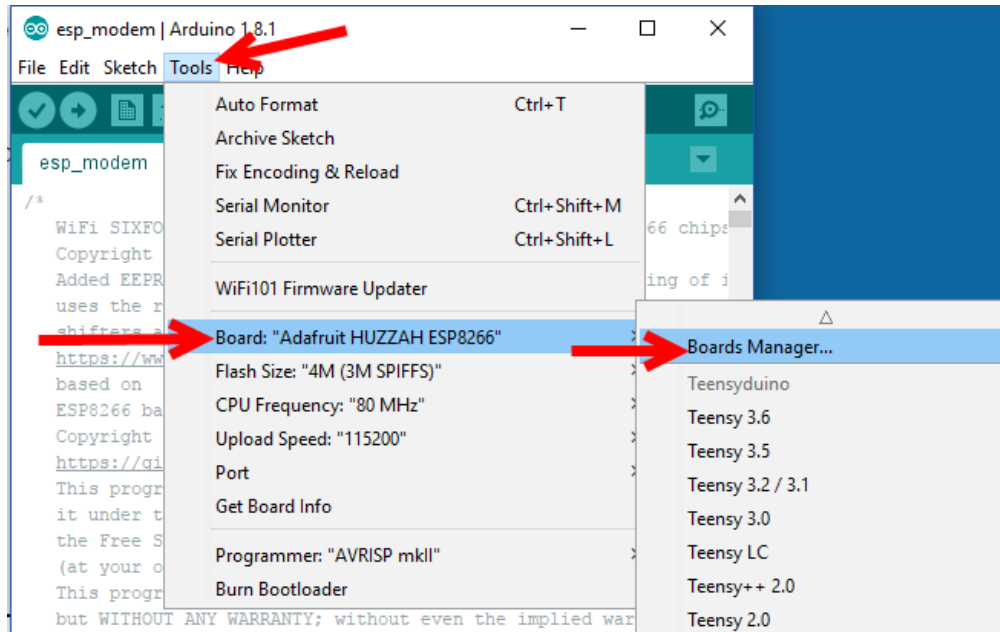 esp_modem | Arduino 1.8.1
File Edit Sketch Tools Help
Auto Format Ctrl+T
Archive Sketch
Fix Encoding & Reload
Serial Monitor Ctrl+Shift+M
Serial Plotter Ctrl+Shift+L
WiFi101 Firmware Updater
Board: "Adafruit HUZZAH ESP8266"
Flash Size: "4M (3M SPIFFS)"
CPU Frequency: "80 MHz"
Upload Speed: "115200"
Port
Get Board Info
Programmer: "AVRISP mkII"
Burn Bootloader
Boards Manager...
Teensyduino
Teensy 3.6
Teensy 3.5
Teensy 3.2 / 3.1
Teensy 3.0
Teensy LC
Teensy++ 2.0
Teensy 2.0
esp_modem
/*
WiFi SIXFO 66 chips
Copyright
Added EEPR ing of i
uses the r
shifters a
https://ww
based on
ESP8266 ba
Copyright
https://gi
This progr
it under t
the Free S
(at your o
This progr
but WITHOUT ANY WARRANTY; without even the implied war